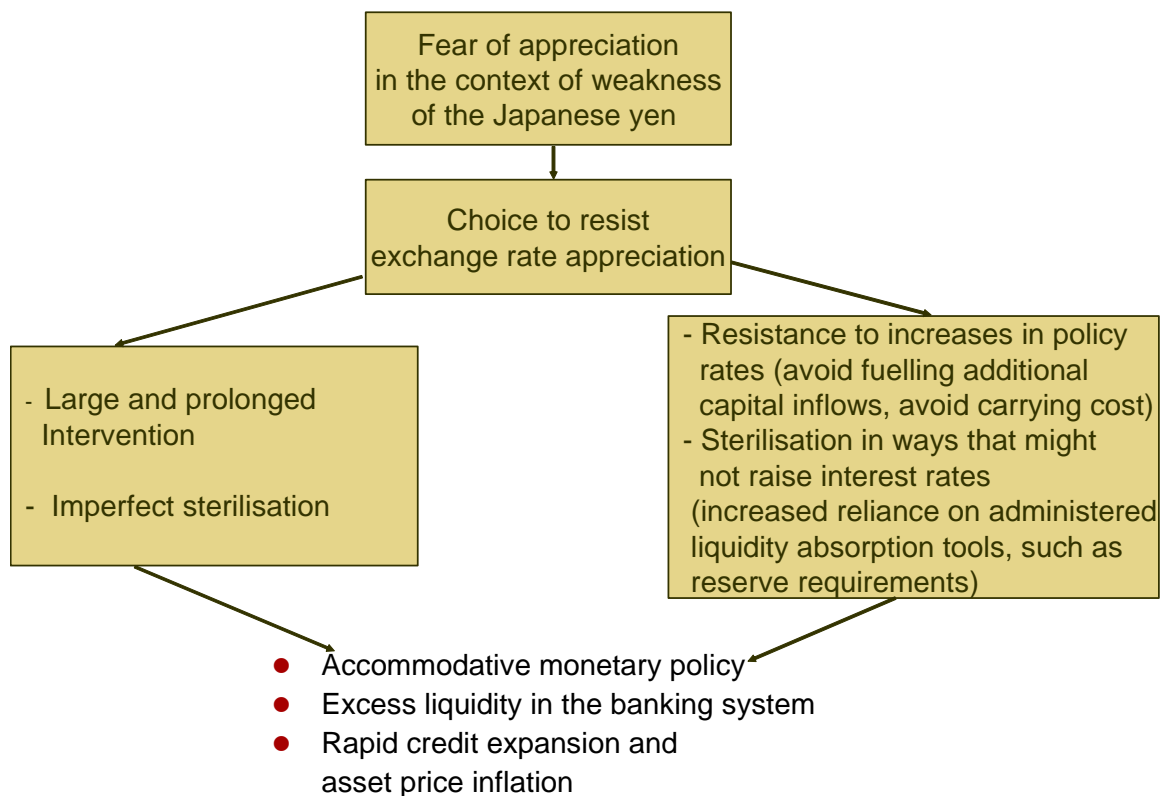 Fear of appreciation
in the context of weakness
of the Japanese yen
Choice to resist
exchange rate appreciation
- Large and prolonged
Intervention
- Imperfect sterilisation
- Resistance to increases in policy
rates (avoid fuelling additional
capital inflows, avoid carrying cost)
- Sterilisation in ways that might
not raise interest rates
(increased reliance on administered
liquidity absorption tools, such as
reserve requirements)
● Accommodative monetary policy
● Excess liquidity in the banking system
● Rapid credit expansion and
asset price inflation